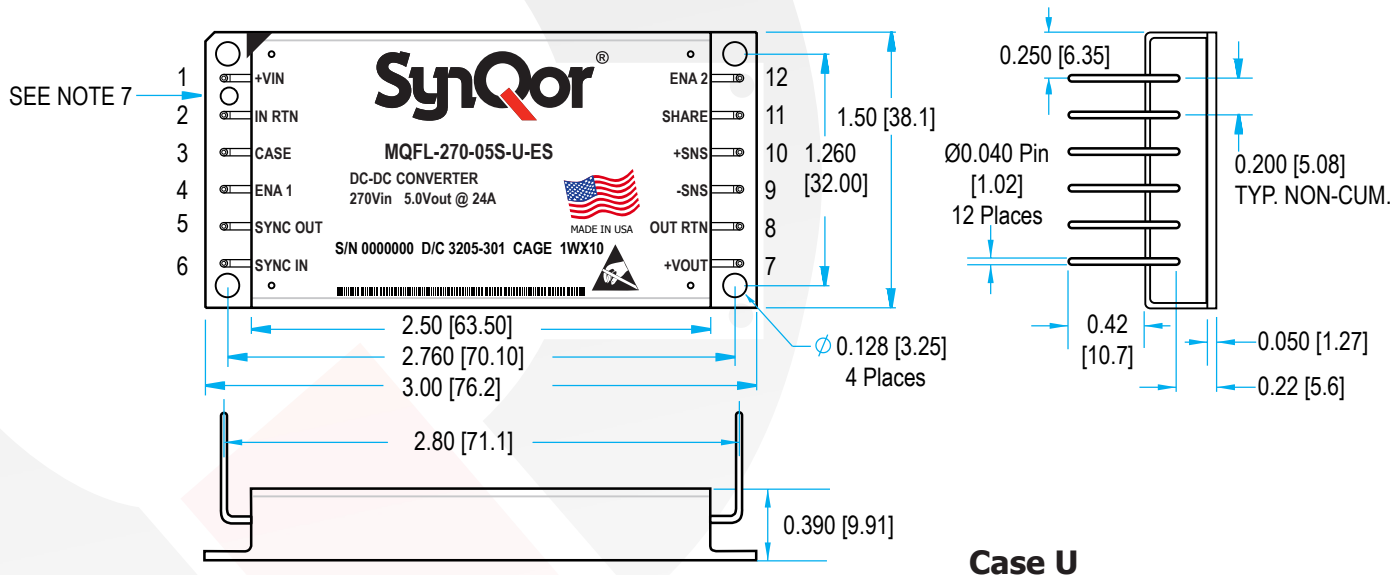 SEE NOTE 7
1
2
3
4
5
6
+VIN
IN RTN
CASE
ENA 1
SYNC OUT
SYNC IN
SynQor®
MQFL-270-05S-U-ES
DC-DC CONVERTER
270Vin 5.0Vout @ 24A
MADE IN USA
S/N 0000000 D/C 3205-301 CAGE 1WX10
ENA 2
SHARE
+SNS
-SNS
OUT RTN
+VOUT
12
11
10
9
8
7
1.50 [38.1]
1.260
[32.00]
2.50 [63.50]
2.760 [70.10]
3.00 [76.2]
Ø 0.128 [3.25]
4 Places
0.250 [6.35]
Ø0.040 Pin
[1.02]
12 Places
0.200 [5.08]
TYP. NON-CUM.
0.42
[10.7]
0.050 [1.27]
0.22 [5.6]
2.80 [71.1]
0.390 [9.91]
Case U